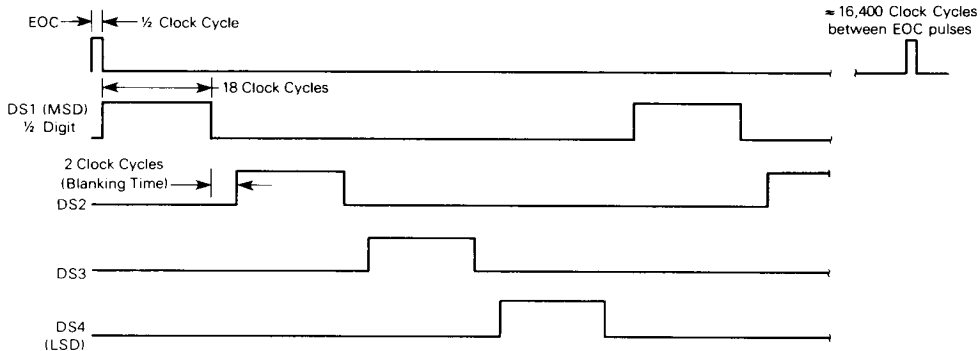 EOC
½ Clock Cycle
≈ 16,400 Clock Cycles
between EOC pulses
18 Clock Cycles
DS1 (MSD)
½ Digit
2 Clock Cycles
(Blanking Time)
DS2
DS3
DS4
(LSD)